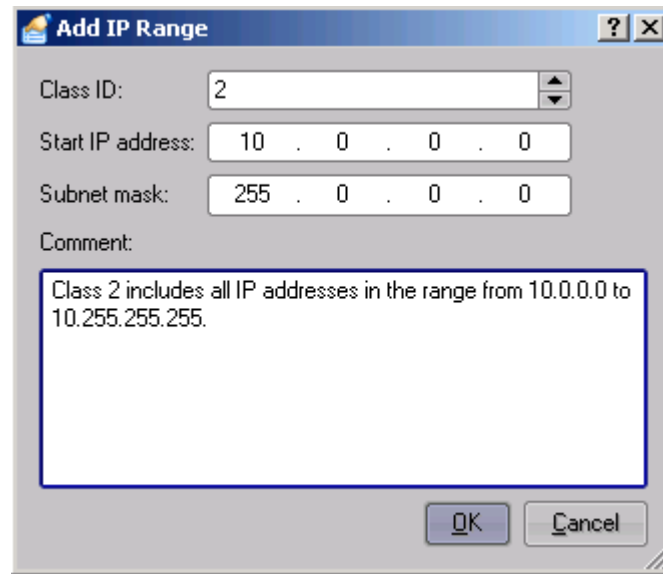 Add IP Range
Class ID: 2
Start IP address: 10 . 0 . 0 . 0
Subnet mask: 255 . 0 . 0 . 0
Comment:
Class 2 includes all IP addresses in the range from 10.0.0.0 to
10.255.255.255.
OK Cancel